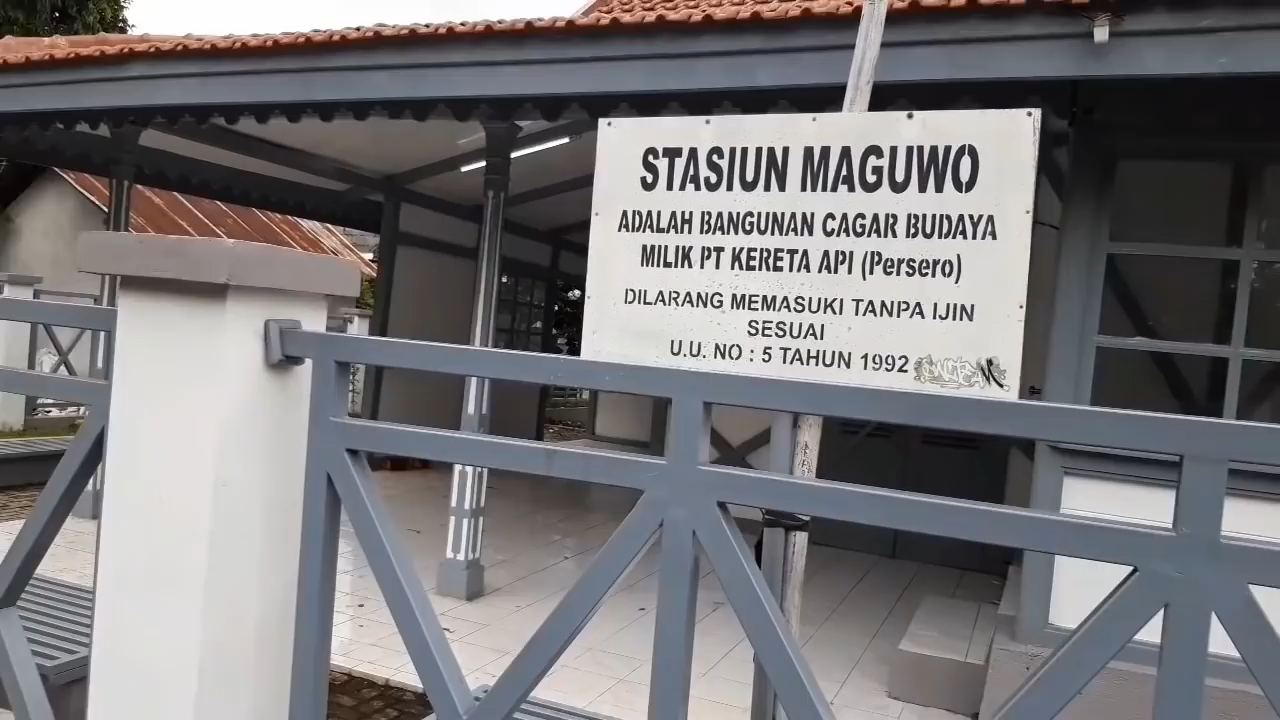 STASIUN MAGUWO
ADALAH BANGUNAN CAGAR BUDAYA
MILIK PT KERETA API (Persero)
DILARANG MEMASUKI TANPA IJIN
SESUAI
U.U. NO : 5 TAHUN 1992